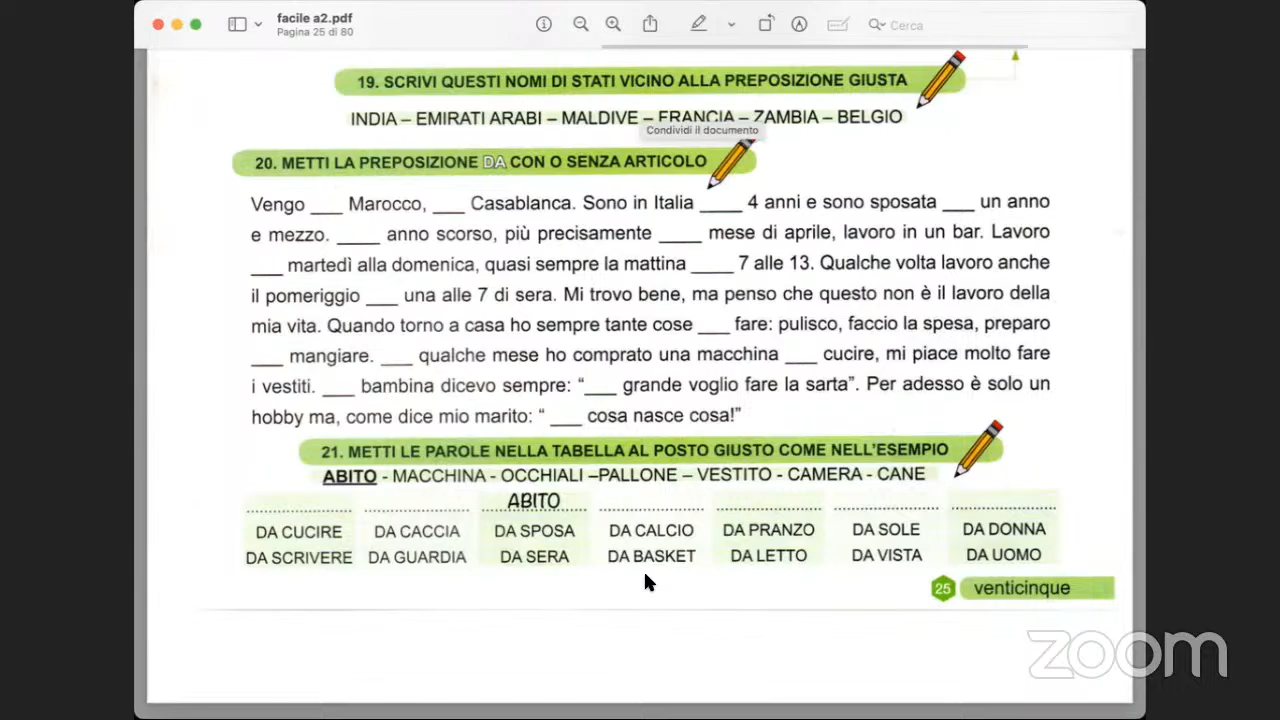 facile a2.pdf
Pagina 25 di 80
Cerca
19. SCRIVI QUESTI NOMI DI STATI VICINO ALLA PREPOSIZIONE GIUSTA
INDIA – EMIRATI ARABI – MALDIVE – FRANCIA – ZAMBIA – BELGIO
Condividi il documento
20. METTI LA PREPOSIZIONE DA CON O SENZA ARTICOLO
Vengo ___ Marocco, ___ Casablanca. Sono in Italia ____ 4 anni e sono sposata ___ un anno
e mezzo. ____ anno scorso, più precisamente ____ mese di aprile, lavoro in un bar. Lavoro
___ martedì alla domenica, quasi sempre la mattina ____ 7 alle 13. Qualche volta lavoro anche
il pomeriggio ___ una alle 7 di sera. Mi trovo bene, ma penso che questo non è il lavoro della
mia vita. Quando torno a casa ho sempre tante cose ___ fare: pulisco, faccio la spesa, preparo
___ mangiare. ___ qualche mese ho comprato una macchina ___ cucire, mi piace molto fare
i vestiti. ___ bambina dicevo sempre: “___ grande voglio fare la sarta”. Per adesso è solo un
hobby ma, come dice mio marito: “ ___ cosa nasce cosa!”
21. METTI LE PAROLE NELLA TABELLA AL POSTO GIUSTO COME NELL’ESEMPIO
ABITO - MACCHINA - OCCHIALI –PALLONE – VESTITO - CAMERA - CANE
ABITO
DA CUCIRE DA CACCIA DA SPOSA DA CALCIO DA PRANZO DA SOLE DA DONNA
DA SCRIVERE DA GUARDIA DA SERA DA BASKET DA LETTO DA VISTA DA UOMO
25 venticinque
zoom